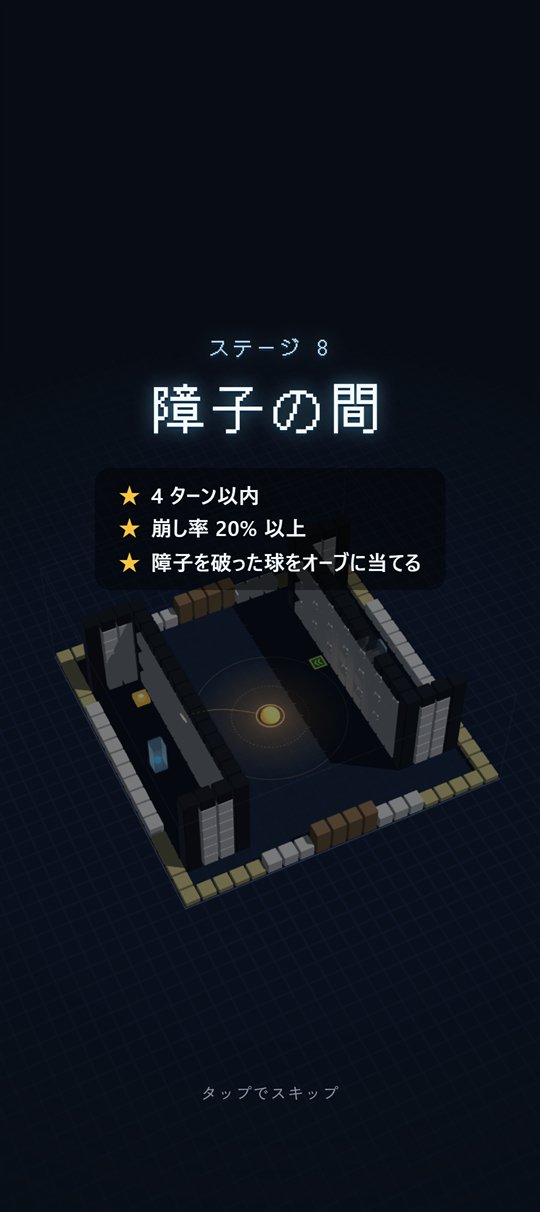 ステージ 8
障子の間
★ 4 ターン以内
★ 崩し率 20% 以上
★ 障子を破った球をオーブに当てる
タップでスキップ